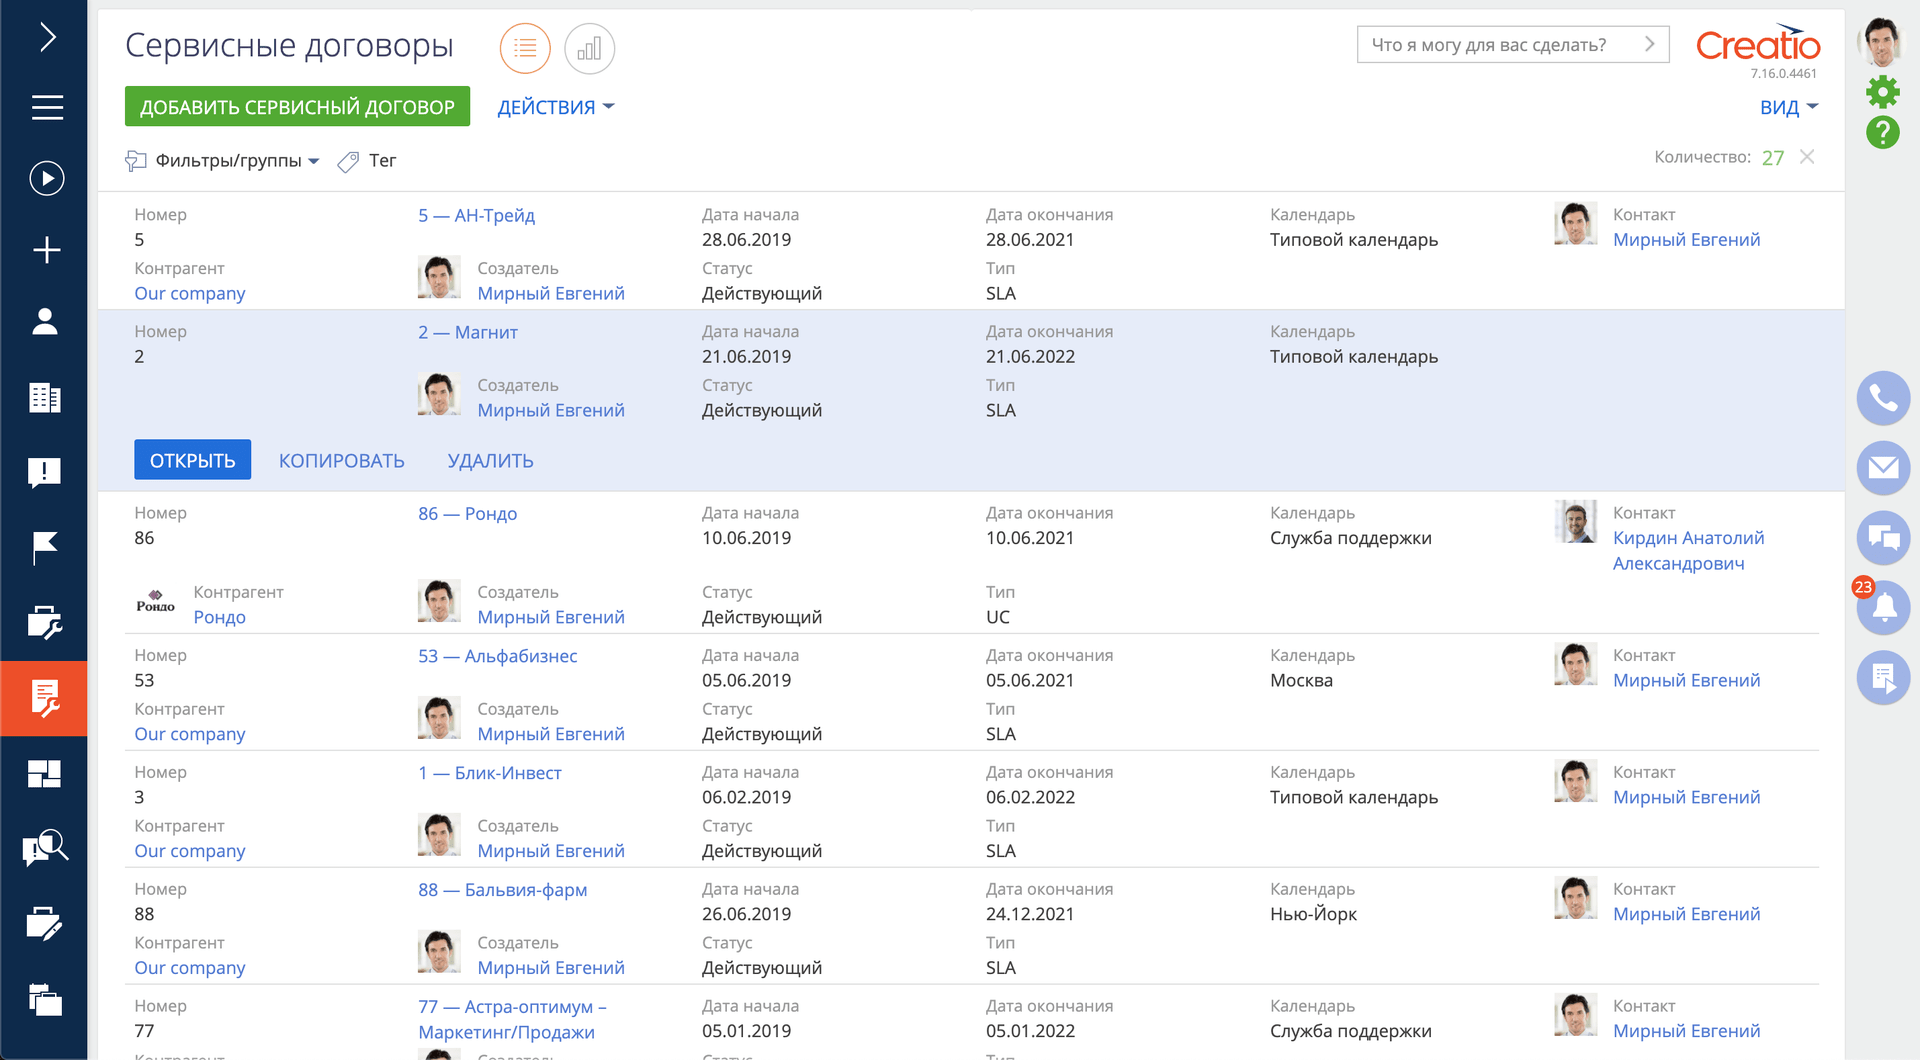 Сервисные договоры
Что я могу для вас сделать?
Creatio
7.16.0.4461
ДОБАВИТЬ СЕРВИСНЫЙ ДОГОВОР
ДЕЙСТВИЯ
ВИД
Фильтры/группы
Тег
Количество: 27
Номер
5 — АН-Трейд
Дата начала
Дата окончания
Календарь
Контакт
5
28.06.2019
28.06.2021
Типовой календарь
Мирный Евгений
Контрагент
Создатель
Статус
Тип
Our company
Мирный Евгений
Действующий
SLA
Номер
2 — Магнит
Дата начала
Дата окончания
Календарь
2
21.06.2019
21.06.2022
Типовой календарь
Создатель
Статус
Тип
Мирный Евгений
Действующий
SLA
ОТКРЫТЬ
КОПИРОВАТЬ
УДАЛИТЬ
Номер
86 — Рондо
Дата начала
Дата окончания
Календарь
Контакт
86
10.06.2019
10.06.2021
Служба поддержки
Кирдин Анатолий
Александрович
Рондо
Контрагент
Создатель
Статус
Тип
Рондо
Мирный Евгений
Действующий
UC
23
Номер
53 — Альфабизнес
Дата начала
Дата окончания
Календарь
Контакт
53
05.06.2019
05.06.2021
Москва
Мирный Евгений
Контрагент
Создатель
Статус
Тип
Our company
Мирный Евгений
Действующий
SLA
Номер
1 — Блик-Инвест
Дата начала
Дата окончания
Календарь
Контакт
3
06.02.2019
06.02.2022
Типовой календарь
Мирный Евгений
Контрагент
Создатель
Статус
Тип
Our company
Мирный Евгений
Действующий
SLA
Номер
88 — Бальвия-фарм
Дата начала
Дата окончания
Календарь
Контакт
88
26.06.2019
24.12.2021
Нью-Йорк
Мирный Евгений
Контрагент
Создатель
Статус
Тип
Our company
Мирный Евгений
Действующий
SLA
Номер
77 — Астра-оптимум –
Маркетинг/Продажи
Дата начала
Дата окончания
Календарь
Контакт
77
05.01.2019
05.01.2022
Служба поддержки
Мирный Евгений
Контрагент
Создатель
Статус
Тип